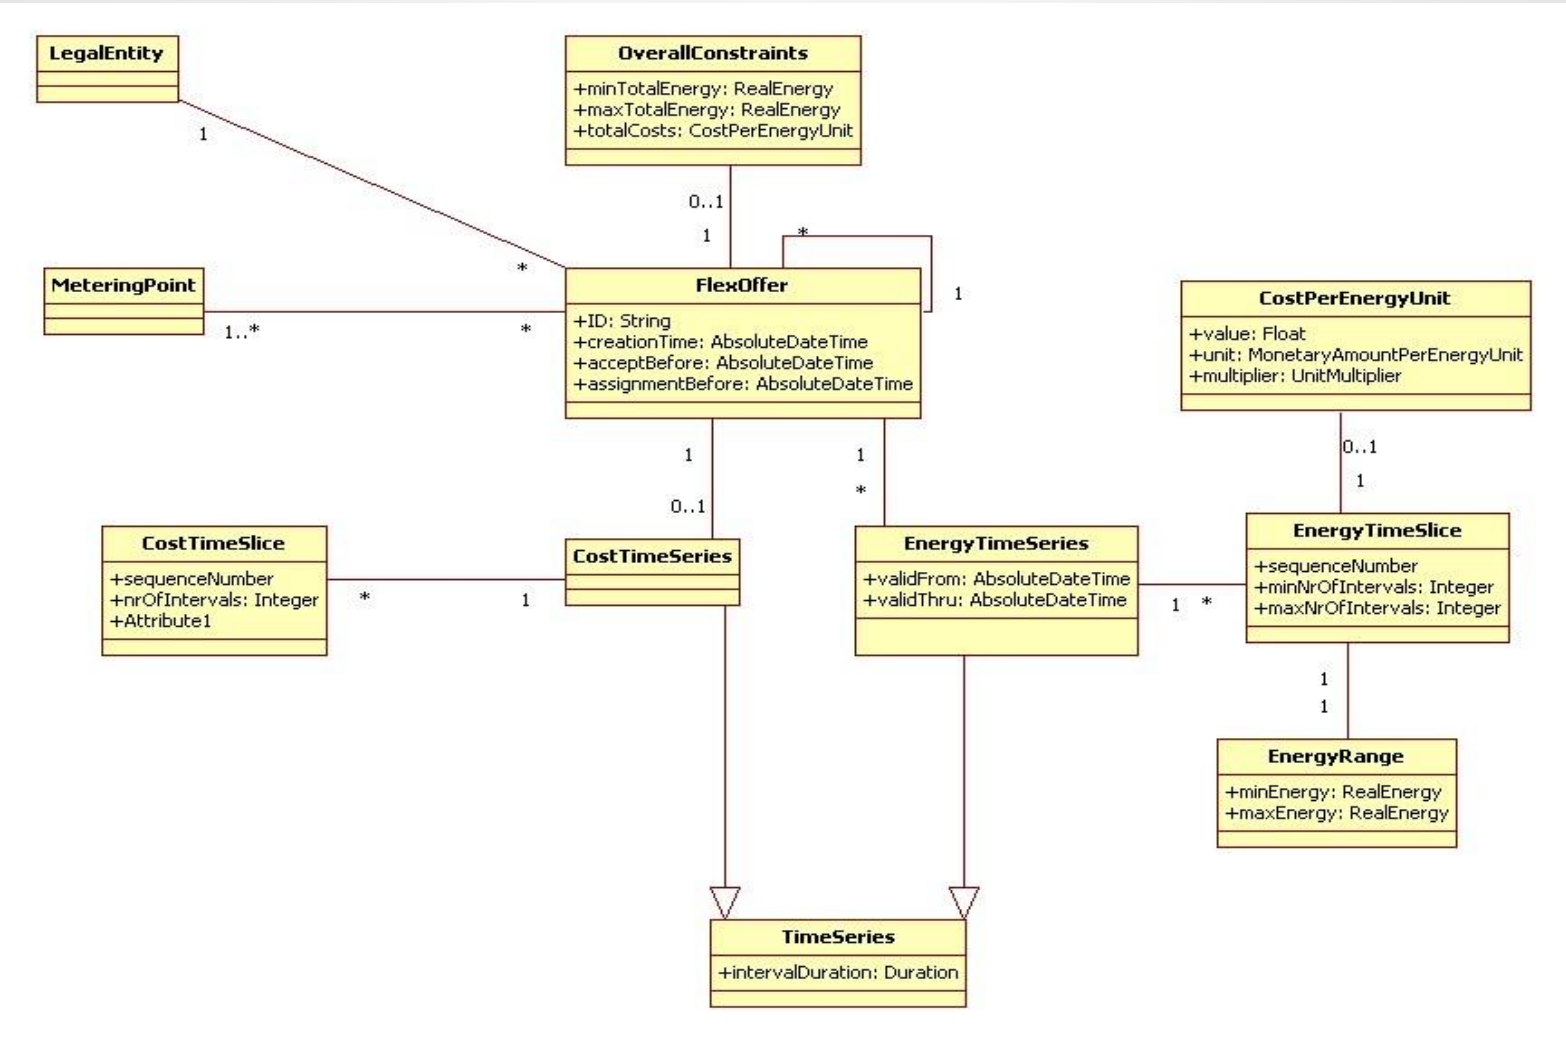 LegalEntity
OverallConstraints
+minTotalEnergy: RealEnergy
+maxTotalEnergy: RealEnergy
+totalCosts: CostPerEnergyUnit
1
0..1
1
*
*
1
MeteringPoint
1..*
*
FlexOffer
+ID: String
+creationTime: AbsoluteDateTime
+acceptBefore: AbsoluteDateTime
+assignmentBefore: AbsoluteDateTime
CostPerEnergyUnit
+value: Float
+unit: MonetaryAmountPerEnergyUnit
+multiplier: UnitMultiplier
1
0..1
1
*
0..1
1
CostTimeSlice
+sequenceNumber
+nrOfIntervals: Integer
+Attribute1
*
1
CostTimeSeries
EnergyTimeSeries
+validFrom: AbsoluteDateTime
+validThru: AbsoluteDateTime
1
*
EnergyTimeSlice
+sequenceNumber
+minNrOfIntervals: Integer
+maxNrOfIntervals: Integer
1
1
EnergyRange
+minEnergy: RealEnergy
+maxEnergy: RealEnergy
TimeSeries
+intervalDuration: Duration